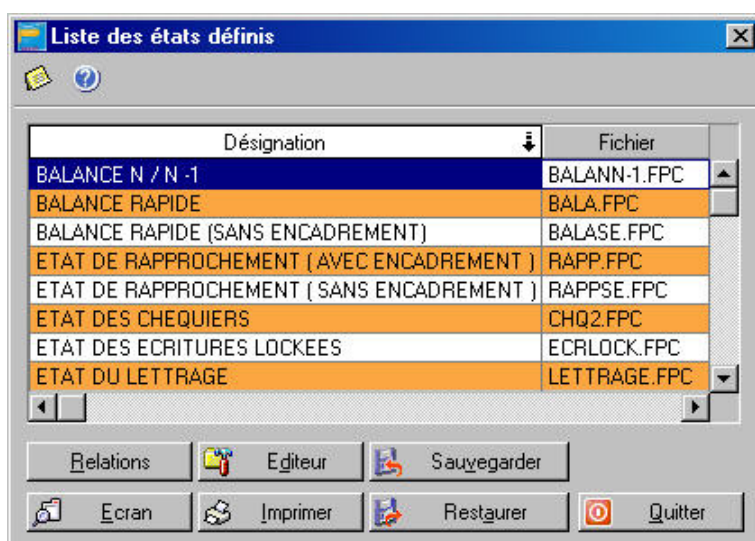 Liste des états définis
Désignation Fichier
BALANCE N / N -1 BALANN-1.FPC
BALANCE RAPIDE BALA.FPC
BALANCE RAPIDE (SANS ENCADREMENT) BALASE.FPC
ETAT DE RAPPROCHEMENT ( AVEC ENCADREMENT ) RAPP.FPC
ETAT DE RAPPROCHEMENT ( SANS ENCADREMENT ) RAPPSE.FPC
ETAT DES CHEQUIERS CHQ2.FPC
ETAT DES ECRITURES LOCKEES ECRLOCK.FPC
ETAT DU LETTRAGE LETTRAGE.FPC
Relations Editeur Sauvegarder
Ecran Imprimer Restaurer Quitter